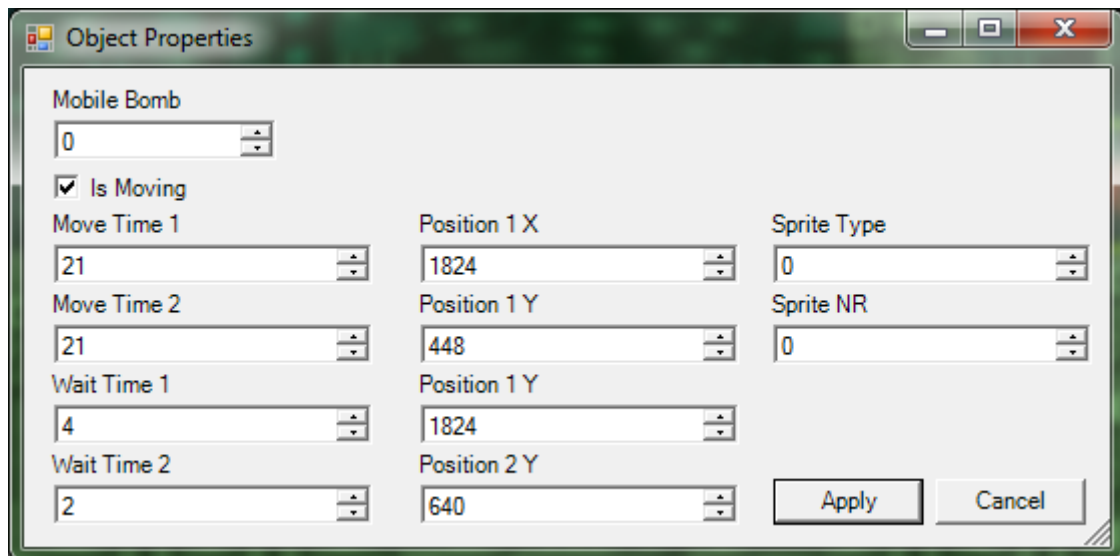 Object Properties
Mobile Bomb
0
Is Moving
Move Time 1
Position 1 X
Sprite Type
21
1824
0
Move Time 2
Position 1 Y
Sprite NR
21
448
0
Wait Time 1
Position 1 Y
4
1824
Wait Time 2
Position 2 Y
2
640
Apply
Cancel